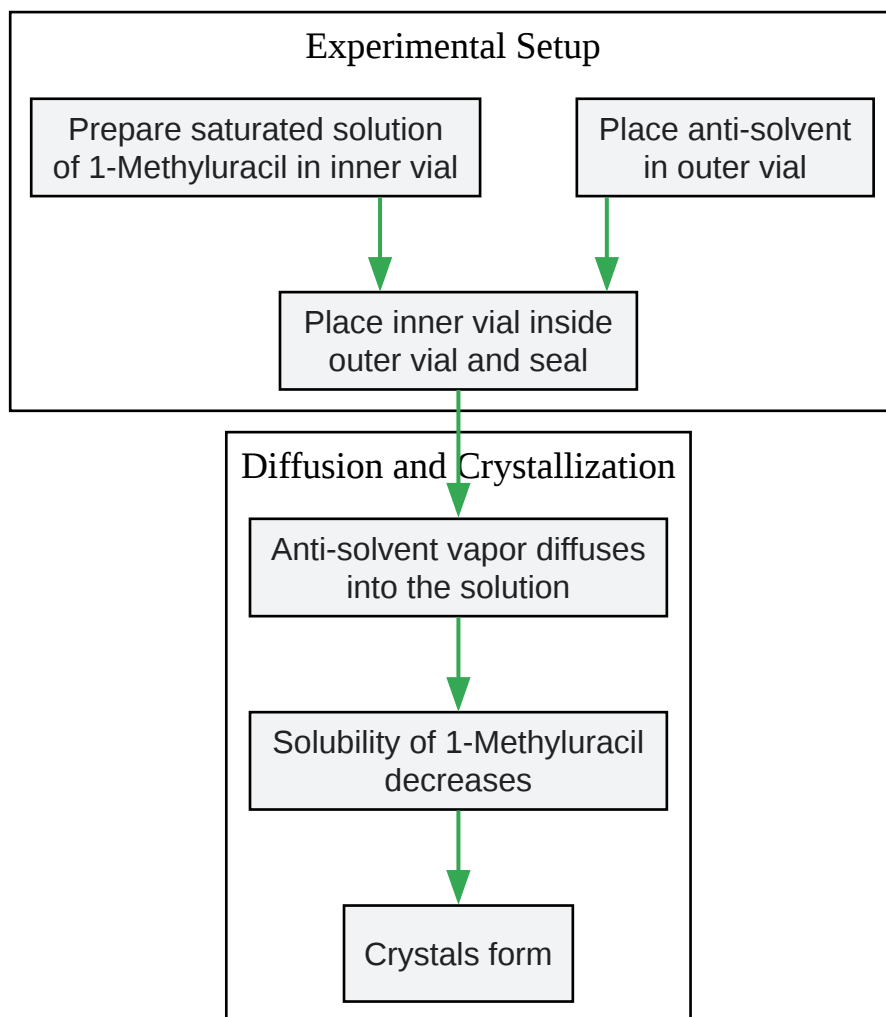 Experimental Setup
Prepare saturated solution
of 1-Methyluracil in inner vial
Place anti-solvent
in outer vial
Place inner vial inside
outer vial and seal
Diffusion and Crystallization
Anti-solvent vapor diffuses
into the solution
Solubility of 1-Methyluracil
decreases
Crystals form